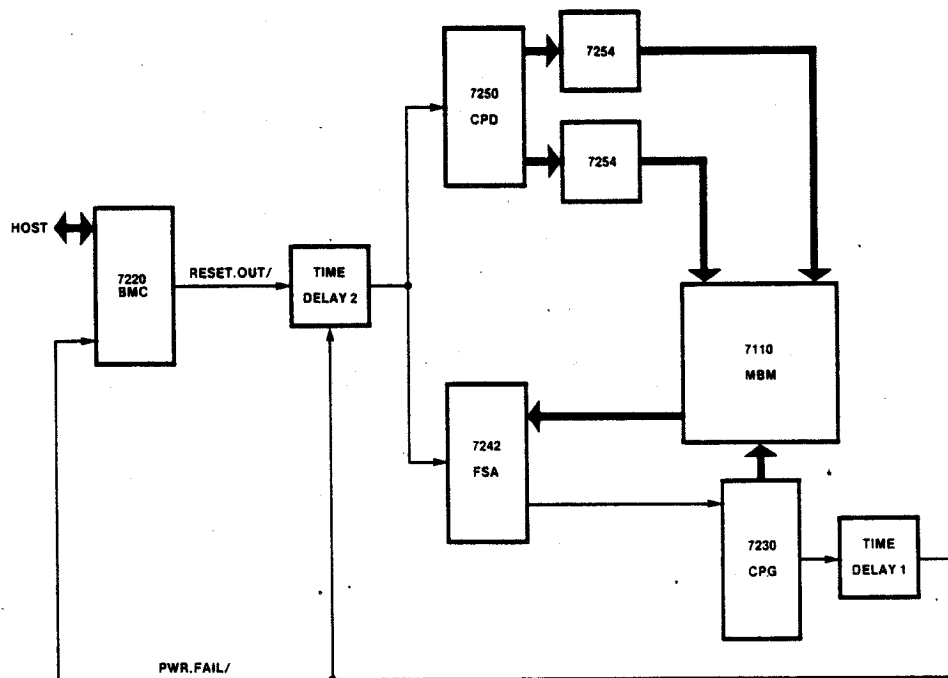 7254
7250
CPD
7254
HOST
7220
BMC
RESET.OUT/
TIME
DELAY 2
7110
MBM
7242
FSA
7230
CPG
TIME
DELAY 1
PWR.FAIL/